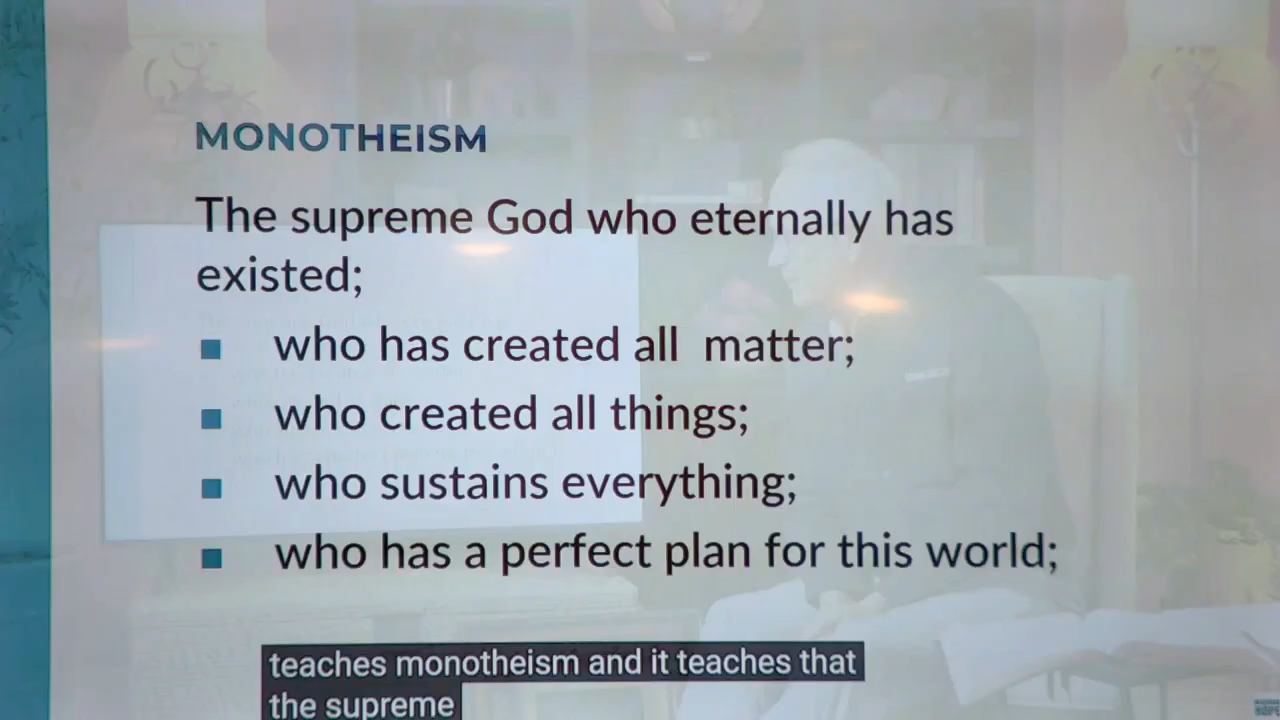 MONOTHEISM
The supreme God who eternally has
existed;
who has created all matter;
who created all things;
who sustains everything;
who has a perfect plan for this world;
teaches monotheism and it teaches that
the supreme